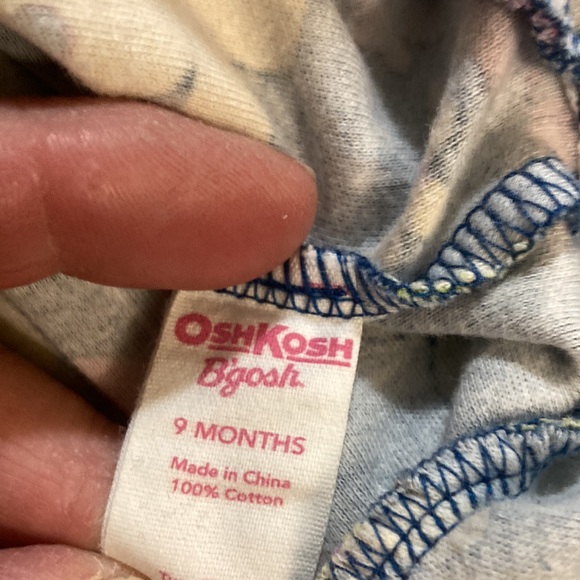 OSHKOSH
B'gosh.
9 MONTHS
Made in China
100% Cotton